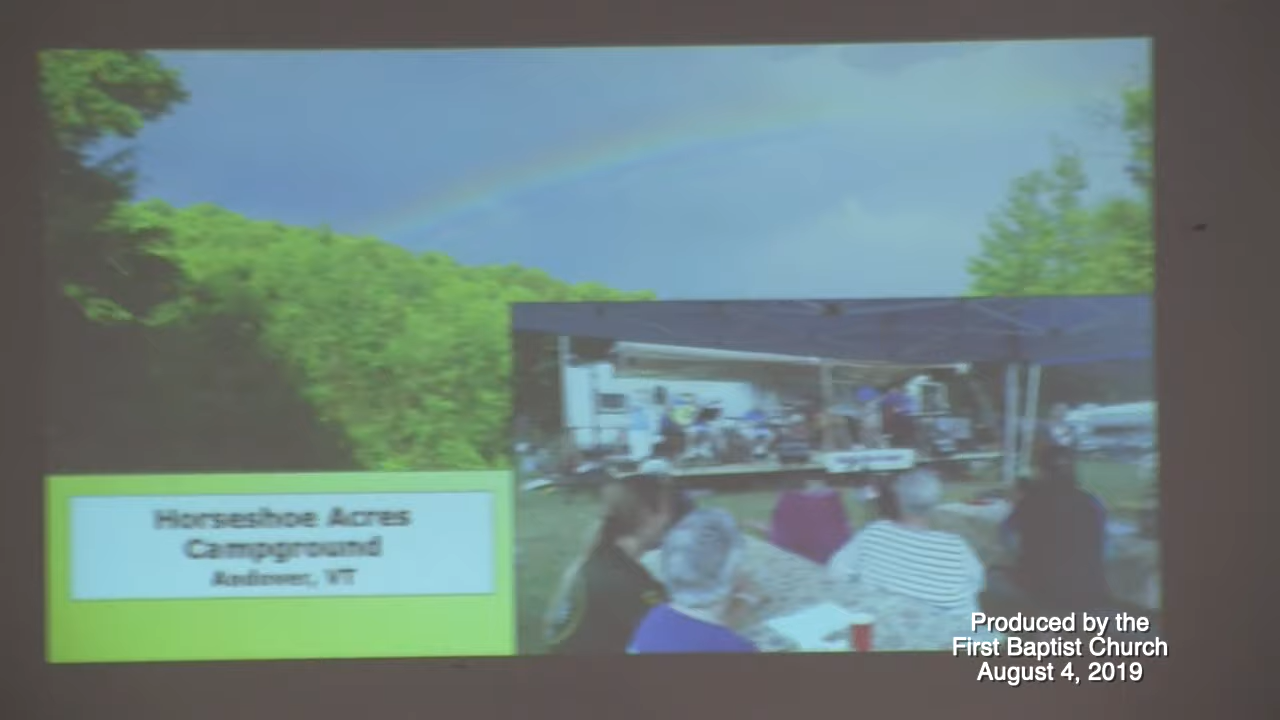 Horseshoe Acres
Campground
Andover, VT
Produced by the
First Baptist Church
August 4, 2019